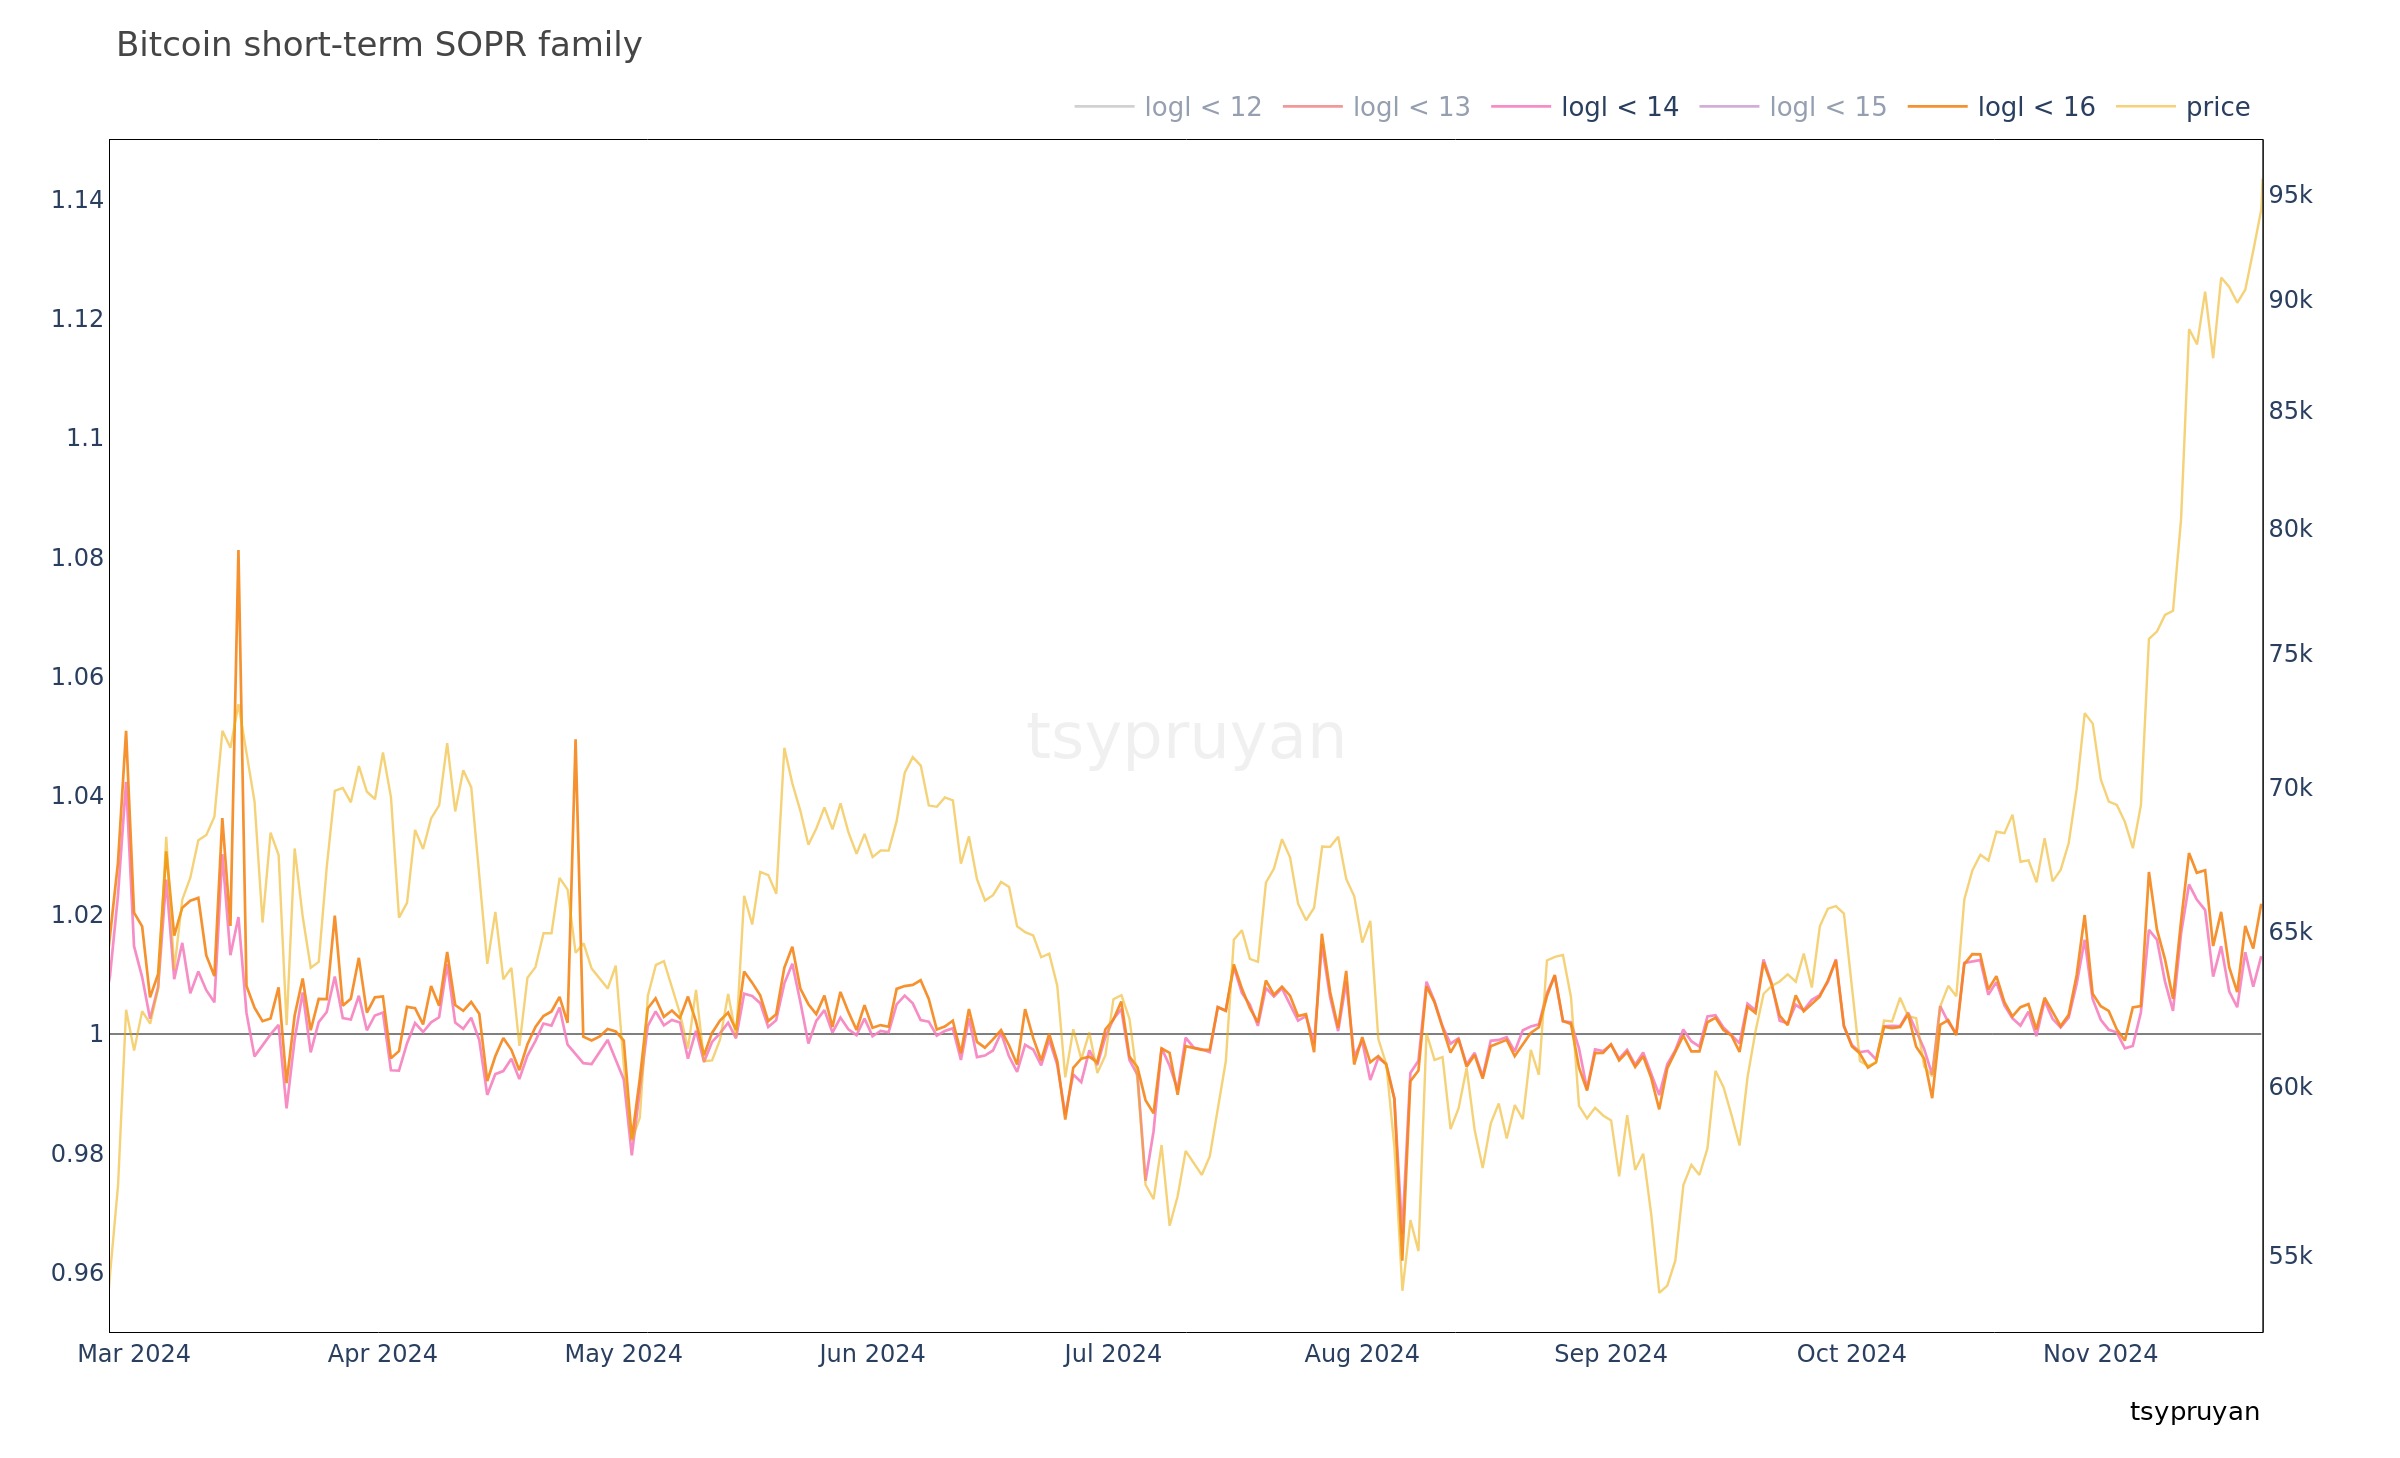 Bitcoin short-term SOPR family
logl < 12 logl < 13 logl < 14 logl < 15 logl < 16 price
1.14
1.12
1.1
1.08
1.06
1.04
1.02
1
0.98
0.96
95k
90k
85k
80k
75k
70k
65k
60k
55k
tsypruyan
Mar 2024 Apr 2024 May 2024 Jun 2024 Jul 2024 Aug 2024 Sep 2024 Oct 2024 Nov 2024
tsypruyan